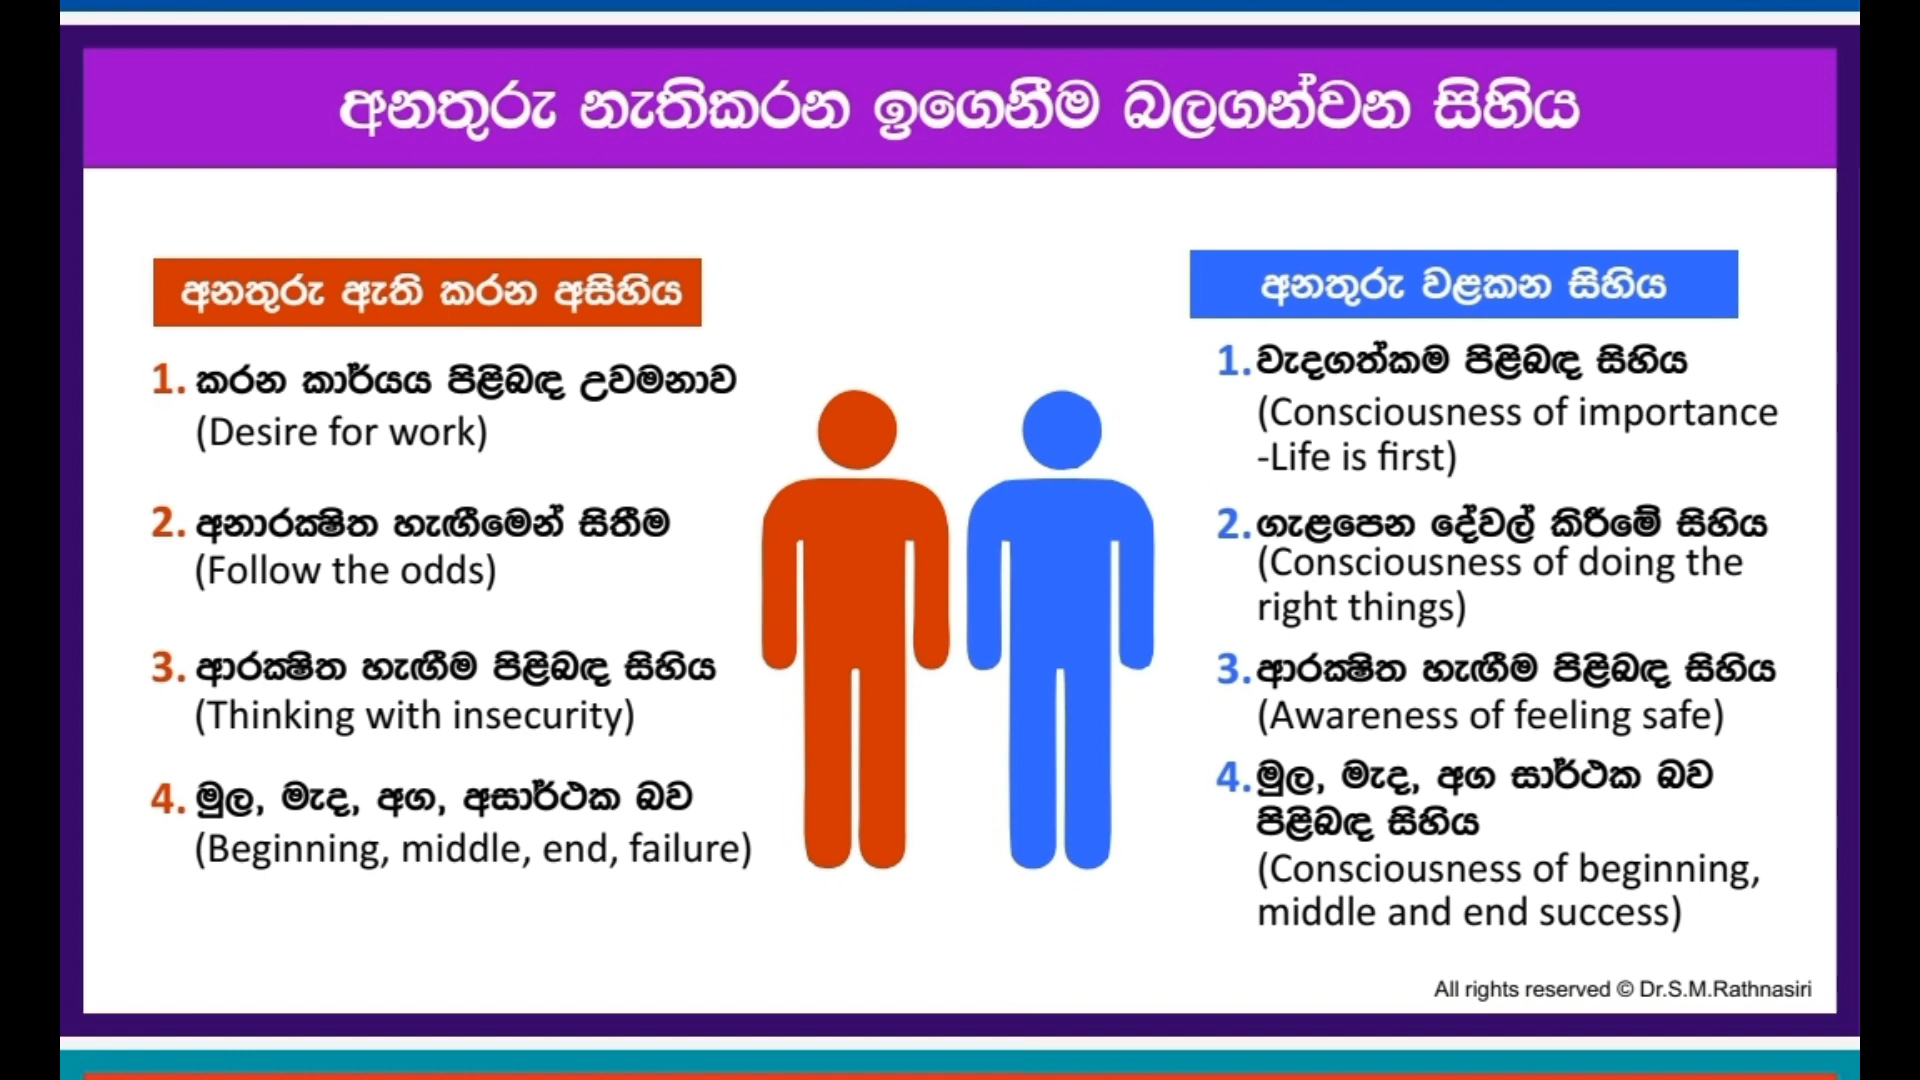 අනතුරු නැතිකරන ඉගෙනීම බලගන්වන සිහිය
අනතුරු ඇති කරන අසිහිය
1. කරන කාර්යය පිළිබඳ උවමනාව
(Desire for work)
2. අනාරක්‍ෂිත හැඟීමෙන් සිතීම
(Follow the odds)
3. ආරක්‍ෂිත හැඟීම පිළිබඳ සිහිය
(Thinking with insecurity)
4. මුල, මැද, අග, අසාර්ථක බව
(Beginning, middle, end, failure)
අනතුරු වළකන සිහිය
1. වැදගත්කම පිළිබඳ සිහිය
(Consciousness of importance
-Life is first)
2. ගැළපෙන දේවල් කිරීමේ සිහිය
(Consciousness of doing the
right things)
3. ආරක්‍ෂිත හැඟීම පිළිබඳ සිහිය
(Awareness of feeling safe)
4. මුල, මැද, අග සාර්ථක බව
පිළිබඳ සිහිය
(Consciousness of beginning,
middle and end success)
All rights reserved © Dr.S.M.Rathnasiri